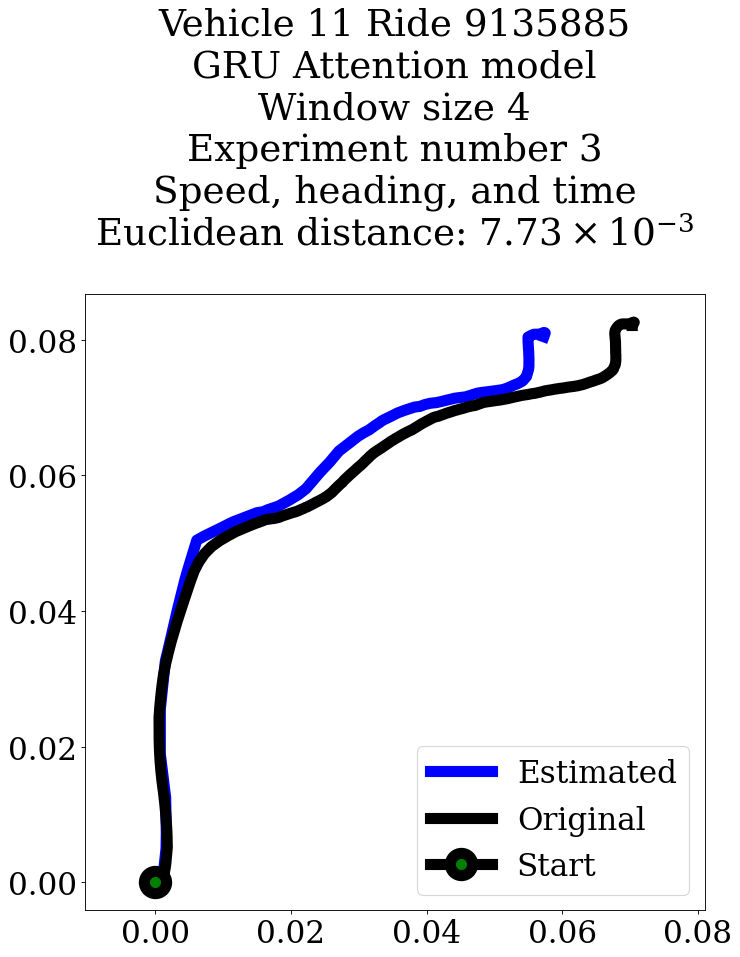 Vehicle 11 Ride 9135885
GRU Attention model
Window size 4
Experiment number 3
Speed, heading, and time
Euclidean distance: 7.73 × 10⁻³
0.08
0.06
0.04
0.02
0.00
Estimated
Original
Start
0.00 0.02 0.04 0.06 0.08